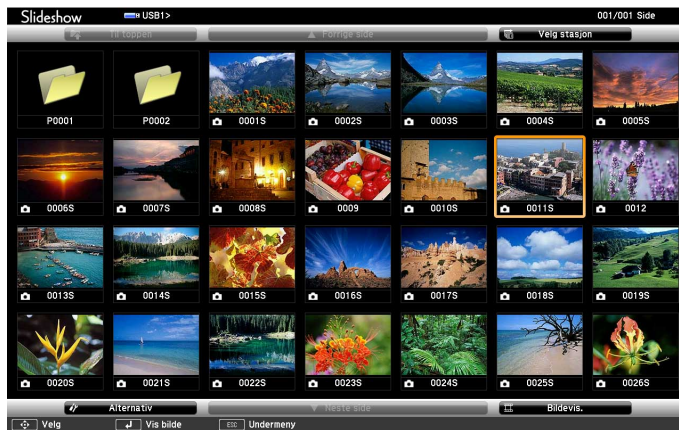 Slideshow USB1> 001/001 Side
Til toppen Forrige side Velg stasjon
P0001 P0002 0001S 0002S 0003S 0004S 0005S
0006S 0007S 0008S 0009 0010S 0011S 0012
0013S 0014S 0015S 0016S 0017S 0018S 0019S
0020S 0021S 0022S 0023S 0024S 0025S 0026S
Alternativ Neste side Bildevis.
Velg Vis bilde ESC Undermeny